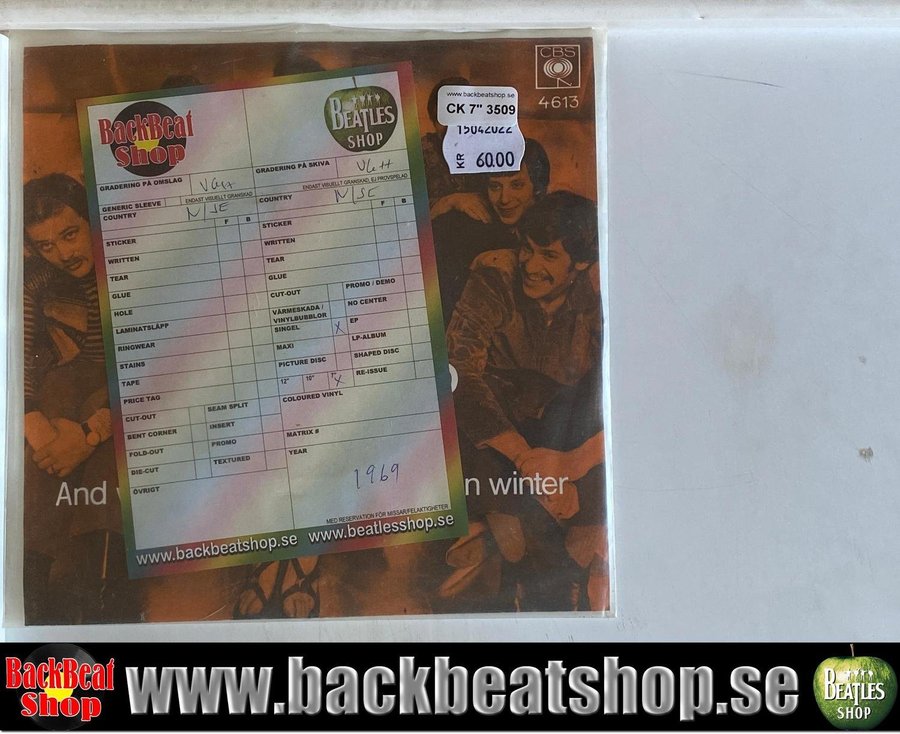 CBS
4613
www.backbeatshop.se
CK 7" 3509
15042022
KR 60.00
BackBeat
Shop
BEATLES
SHOP
GRADERING PÅ OMSLAG
GRADERING PÅ SKIVA
ENDAST VISUELLT GRANSKAD
ENDAST VISUELLT GRANSKAD, EJ PROVSPELAD
GENERIC SLEEVE
COUNTRY
F B
STICKER
WRITTEN
TEAR
GLUE
HOLE
LAMINATSLÄPP
RINGWEAR
STAINS
TAPE
PRICE TAG
CUT-OUT
BENT CORNER
FOLD-OUT
DIE-CUT
SEAM SPLIT
INSERT
PROMO
TEXTURED
ÖVRIGT
COUNTRY
F B
STICKER
WRITTEN
TEAR
GLUE
CUT-OUT
PROMO / DEMO
VÄRMESKADA /
VINYLBUBBLOR
NO CENTER
SINGEL X
EP
MAXI
LP-ALBUM
PICTURE DISC
SHAPED DISC
12" 10" 7" X
RE-ISSUE
COLOURED VINYL
MATRIX #
YEAR
1969
MED RESERVATION FÖR MISSAR/FELAKTIGHETER
www.backbeatshop.se www.beatlesshop.se
And
n winter
BackBeat
Shop
www.backbeatshop.se
BEATLES
SHOP